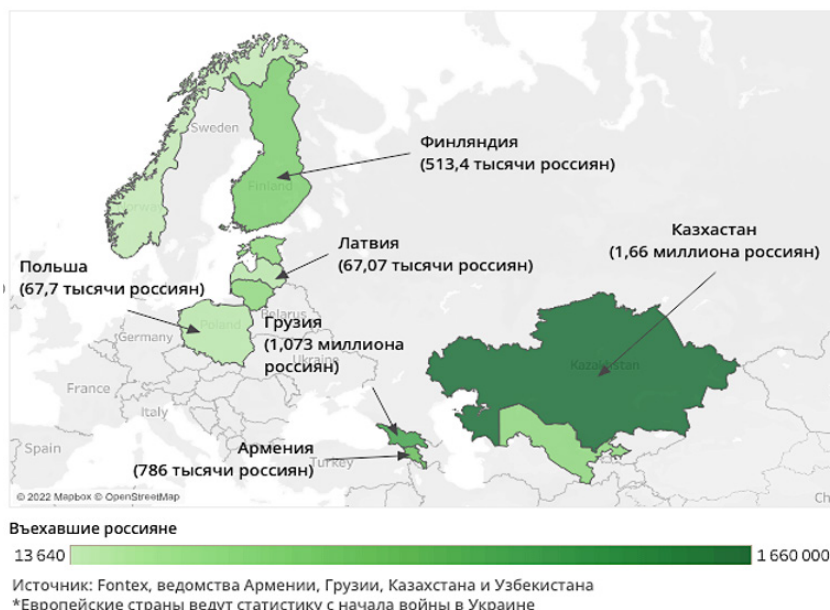 Sweden
Финляндия
(513,4 тысячи россиян)
Finland
Norway
Казхастан
(1,66 миллиона россиян)
Латвия
(67,07 тысячи россиян)
Польша
(67,7 тысячи россиян)
Belarus
Poland
Germany
Грузия
(1,073 миллиона
россиян)
Ukraine
Kazakhstan
France
Italy
Spain
Армения
(786 тысячи россиян)
Turkey
© 2022 Mapbox © OpenStreetMap
Ch
Въехавшие россияне
13 640
1 660 000
Источник: Fontex, ведомства Армении, Грузии, Казахстана и Узбекистана
*Европейские страны ведут статистику с начала войны в Украине